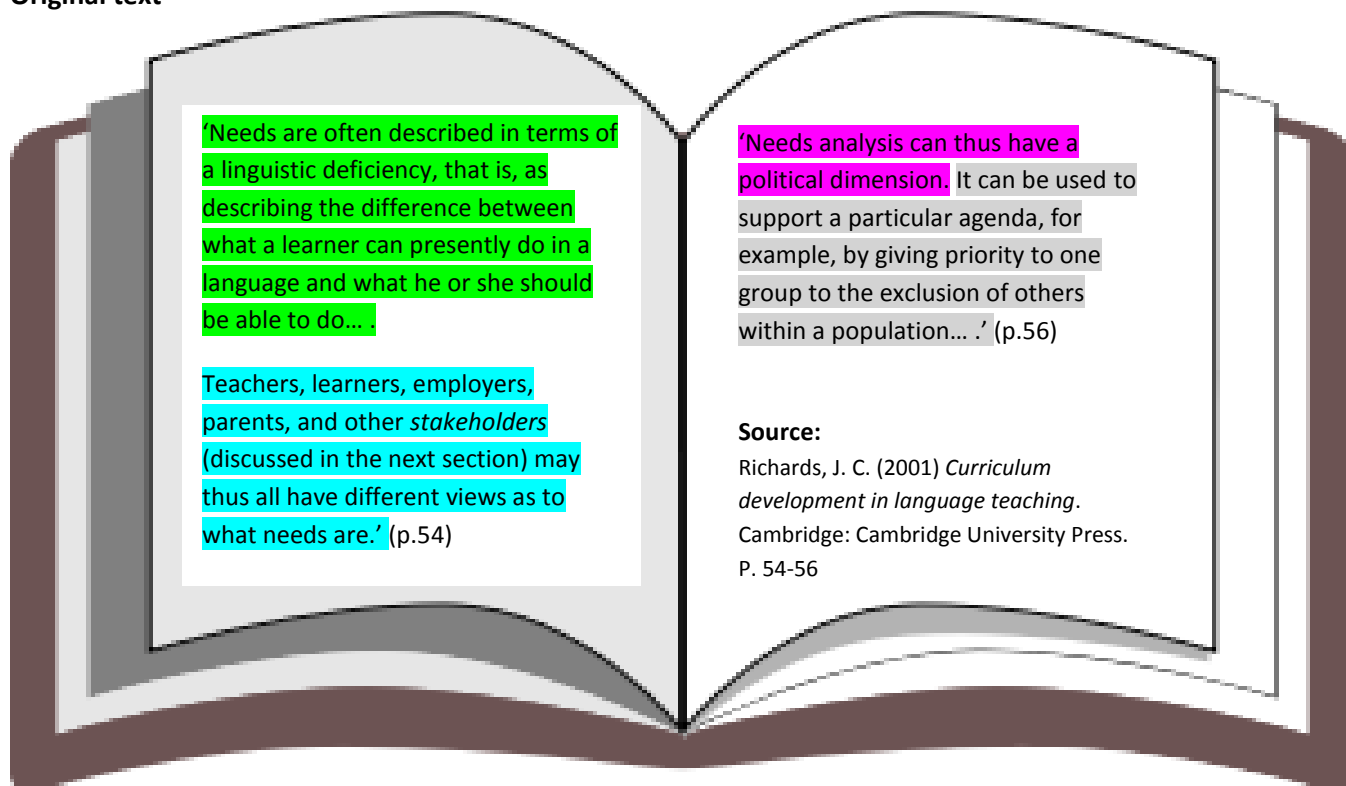 Original text
‘Needs are often described in terms of
a linguistic deficiency, that is, as
describing the difference between
what a learner can presently do in a
language and what he or she should
be able to do… .
Teachers, learners, employers,
parents, and other stakeholders
(discussed in the next section) may
thus all have different views as to
what needs are.’ (p.54)
‘Needs analysis can thus have a
political dimension. It can be used to
support a particular agenda, for
example, by giving priority to one
group to the exclusion of others
within a population… .’ (p.56)
Source:
Richards, J. C. (2001) Curriculum
development in language teaching.
Cambridge: Cambridge University Press.
P. 54-56